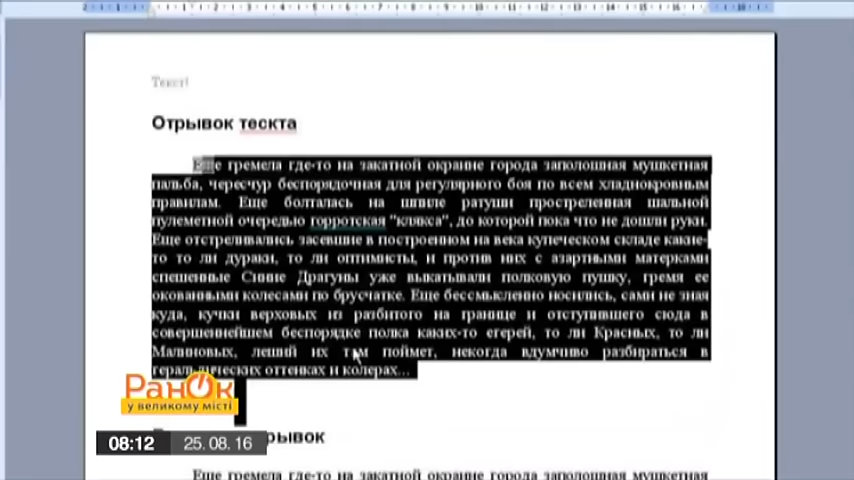 Текст!
Отрывок тескта
Еще гремела где-то на закатной окраине города заполошная мушкетная
пальба, чересчур беспорядочная для регулярного боя по всем хладнокровным
правилам. Еще болталась на шпиле ратуши простреленная шальной
пулеметной очередью горротская "клякса", до которой пока что не дошли руки.
Еще отстреливались засевшие в построенном на века купеческом складе какие-
то то ли дураки, то ли оптимисты, и против них с азартными матерками
спешенные Синие Драгуны уже выкатывали полковую пушку, гремя ее
окованными колесами по брусчатке. Еще бессмысленно носились, сами не зная
куда, кучки верховых из разбитого на границе и отступившего сюда в
совершеннейшем беспорядке полка каких-то егерей, то ли Красных, то ли
Малиновых, леший их там поймет, некогда вдумчиво разбираться в
геральдических оттенках и колерах...
РанОк
у великому місті
08:12 25.08.16
рывок
Еще гремела где-то на закатной окраине города заполошная мушкетная